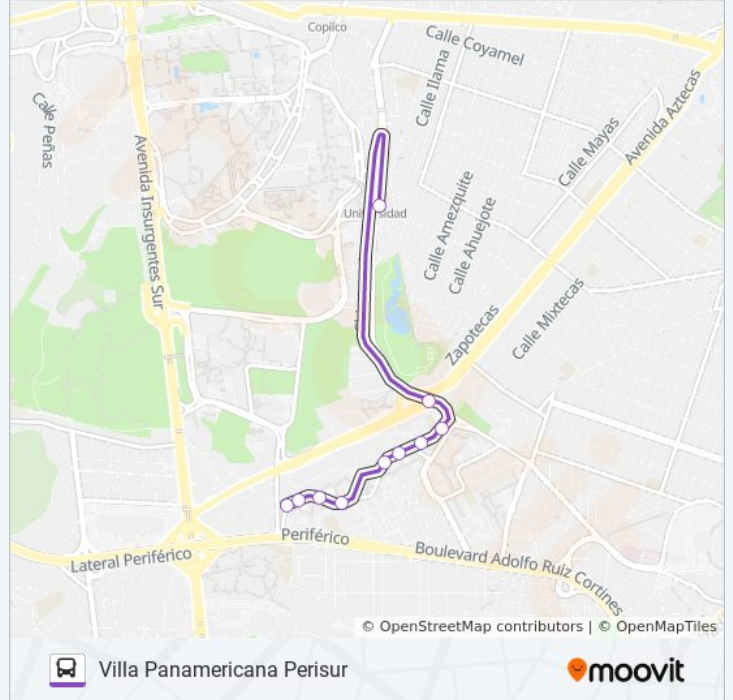 Copilco
Calle Coyamel
Calle Ilama
Avenida Aztecas
Calle Peñas
Calle Mayas
Avenida Insurgentes Sur
Calle Amezquite
Universidad
Calle Ahuejote
Zapotecas
Calle Mixtecas
Periférico
Lateral Periférico
Boulevard Adolfo Ruiz Cortines
© OpenStreetMap contributors | © OpenMapTiles
Villa Panamericana Perisur
moovit